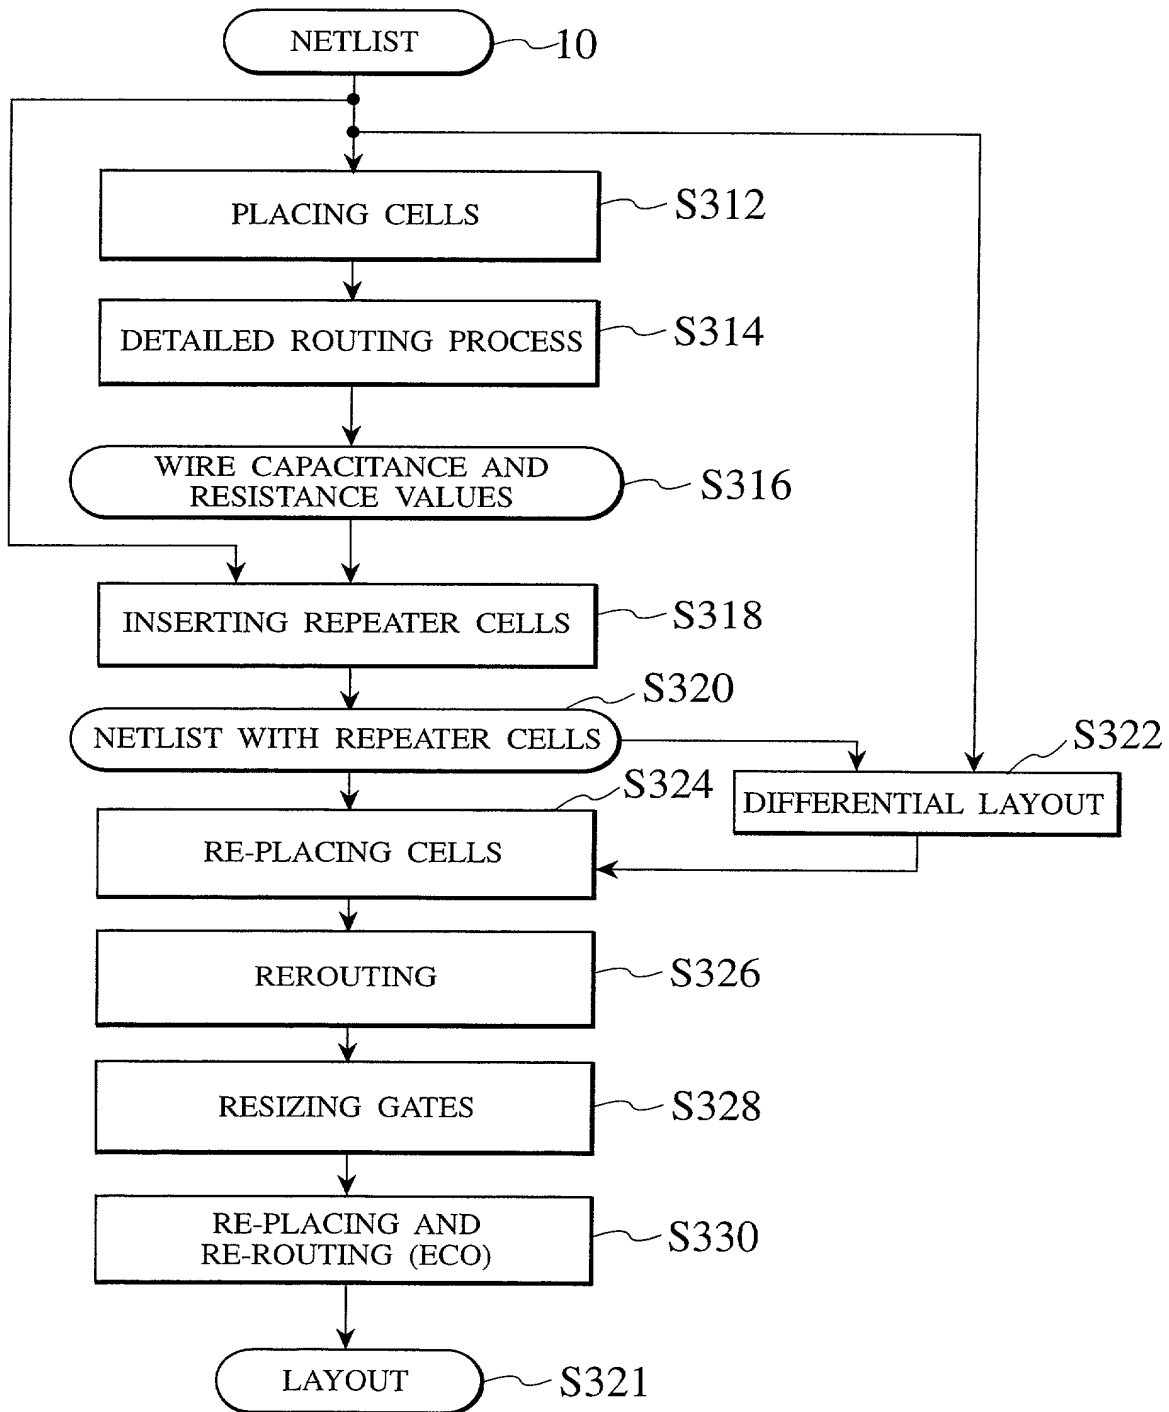 NETLIST
10
PLACING CELLS
S312
DETAILED ROUTING PROCESS
S314
WIRE CAPACITANCE AND
RESISTANCE VALUES
S316
INSERTING REPEATER CELLS
S318
S320
NETLIST WITH REPEATER CELLS
S322
DIFFERENTIAL LAYOUT
S324
RE-PLACING CELLS
REROUTING
S326
RESIZING GATES
S328
RE-PLACING AND
RE-ROUTING (ECO)
S330
LAYOUT
S321